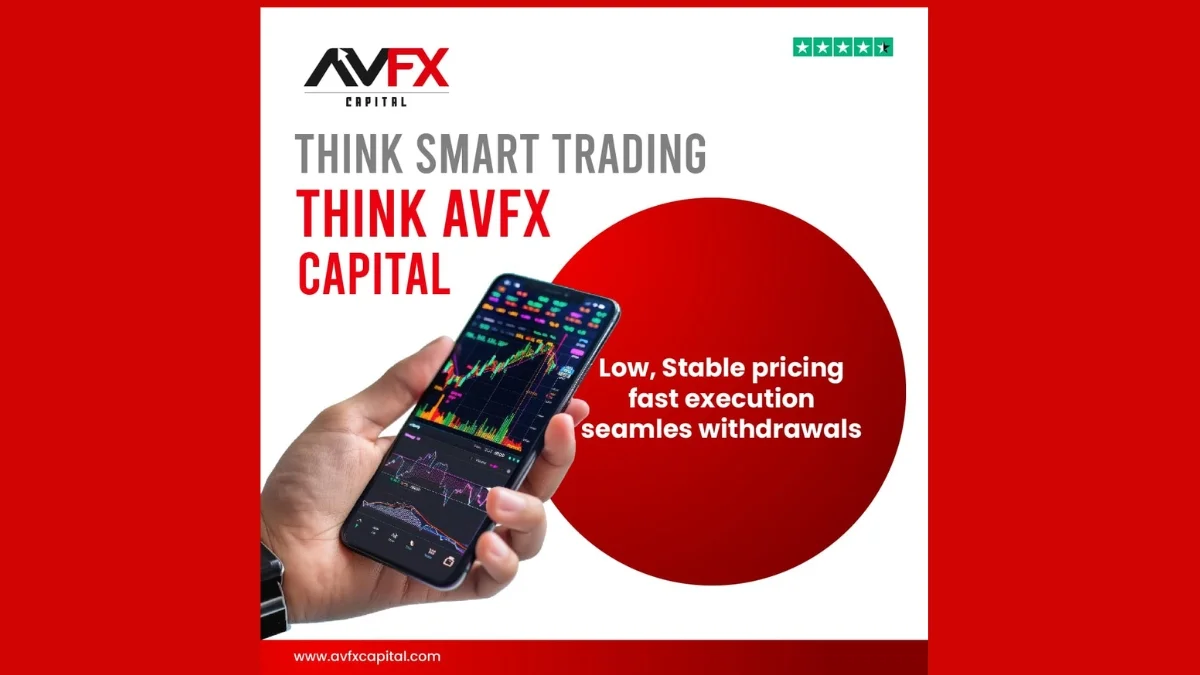 AVFX
CAPITAL
THINK SMART TRADING
THINK AVFX
CAPITAL
Low, Stable pricing
fast execution
seamles withdrawals
www.avfxcapital.com